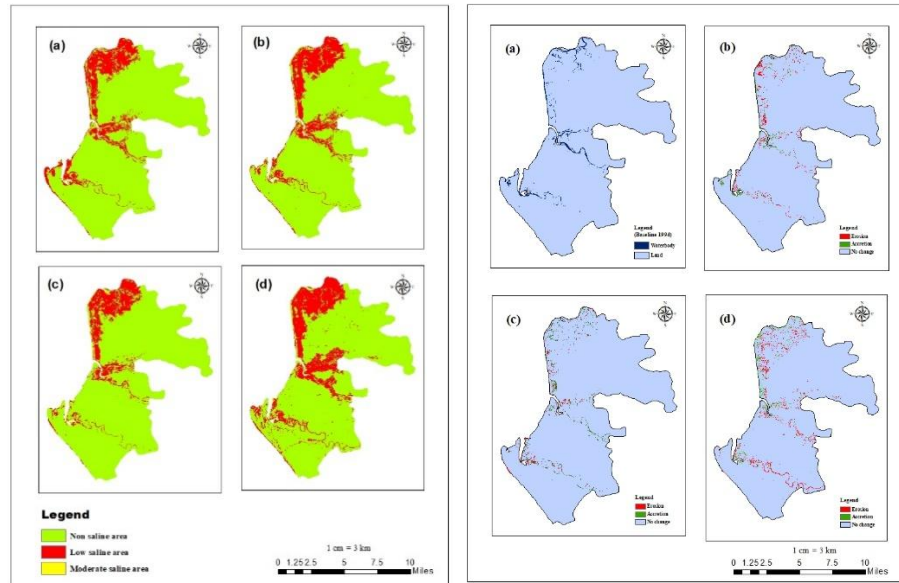 (a)
(b)
(c)
(d)
Legend
Non saline area
Low saline area
Moderate saline area
1 cm = 3 km
0 1.25 2.5 5 7.5 10
Miles
(a)
Legend
(Baseline 1990)
Waterbody
Land
(b)
Legend
Erosion
Accretion
No change
(c)
Legend
Erosion
Accretion
No change
(d)
Legend
Erosion
Accretion
No change
1 cm = 3 km
0 1.25 2.5 5 7.5 10
Miles